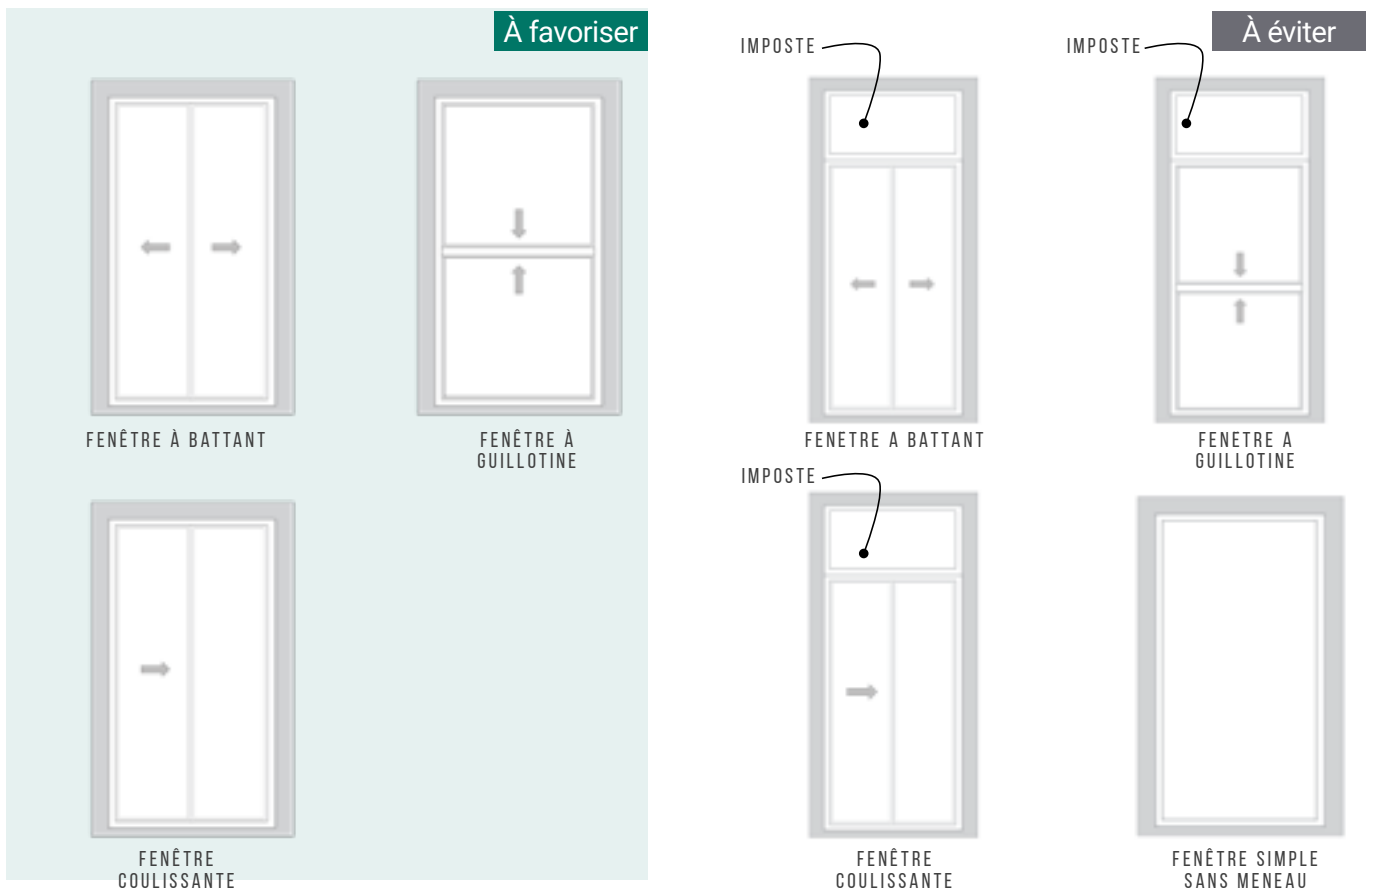 À favoriser
FENÊTRE À BATTANT
FENÊTRE À
GUILLOTINE
FENÊTRE
COULISSANTE
À éviter
IMPOSTE
IMPOSTE
FENETRE A BATTANT
FENETRE A
GUILLOTINE
IMPOSTE
FENÊTRE
COULISSANTE
FENÊTRE SIMPLE
SANS MENEAU